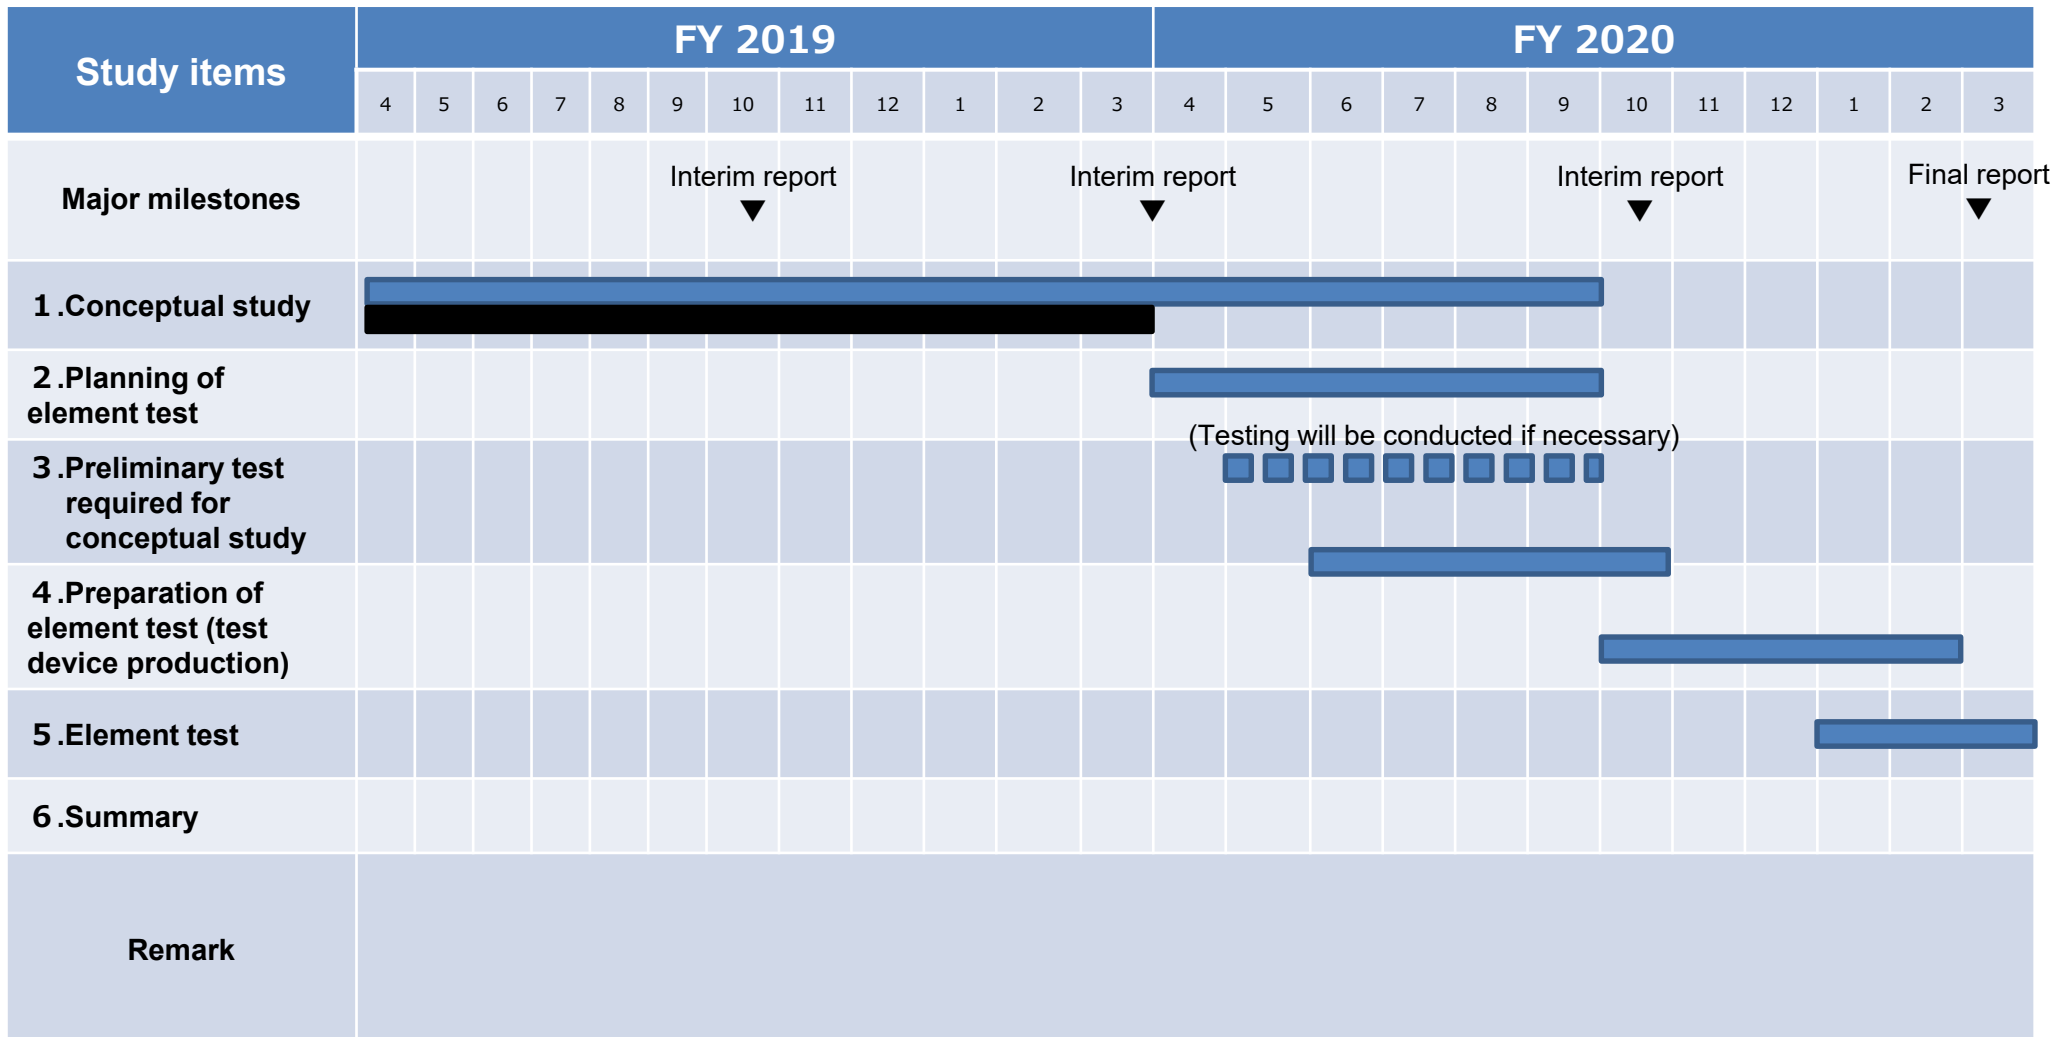 Study items
FY 2019
FY 2020
4 5 6 7 8 9 10 11 12 1 2 3 4 5 6 7 8 9 10 11 12 1 2 3
Major milestones
Interim report
Interim report
Interim report
Final report
１.Conceptual study
２.Planning of
element test
(Testing will be conducted if necessary)
３.Preliminary test
required for
conceptual study
４.Preparation of
element test (test
device production)
５.Element test
６.Summary
Remark